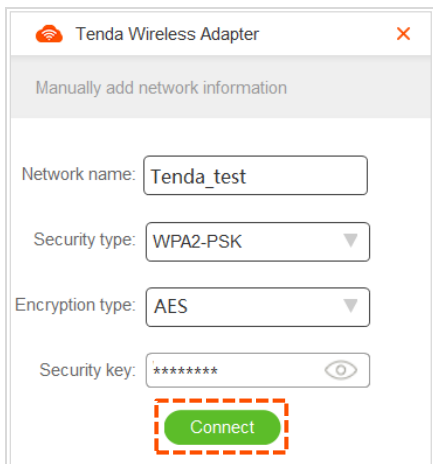 Tenda Wireless Adapter
Manually add network information
Network name: Tenda_test
Security type: WPA2-PSK
Encryption type: AES
Security key: ********
Connect